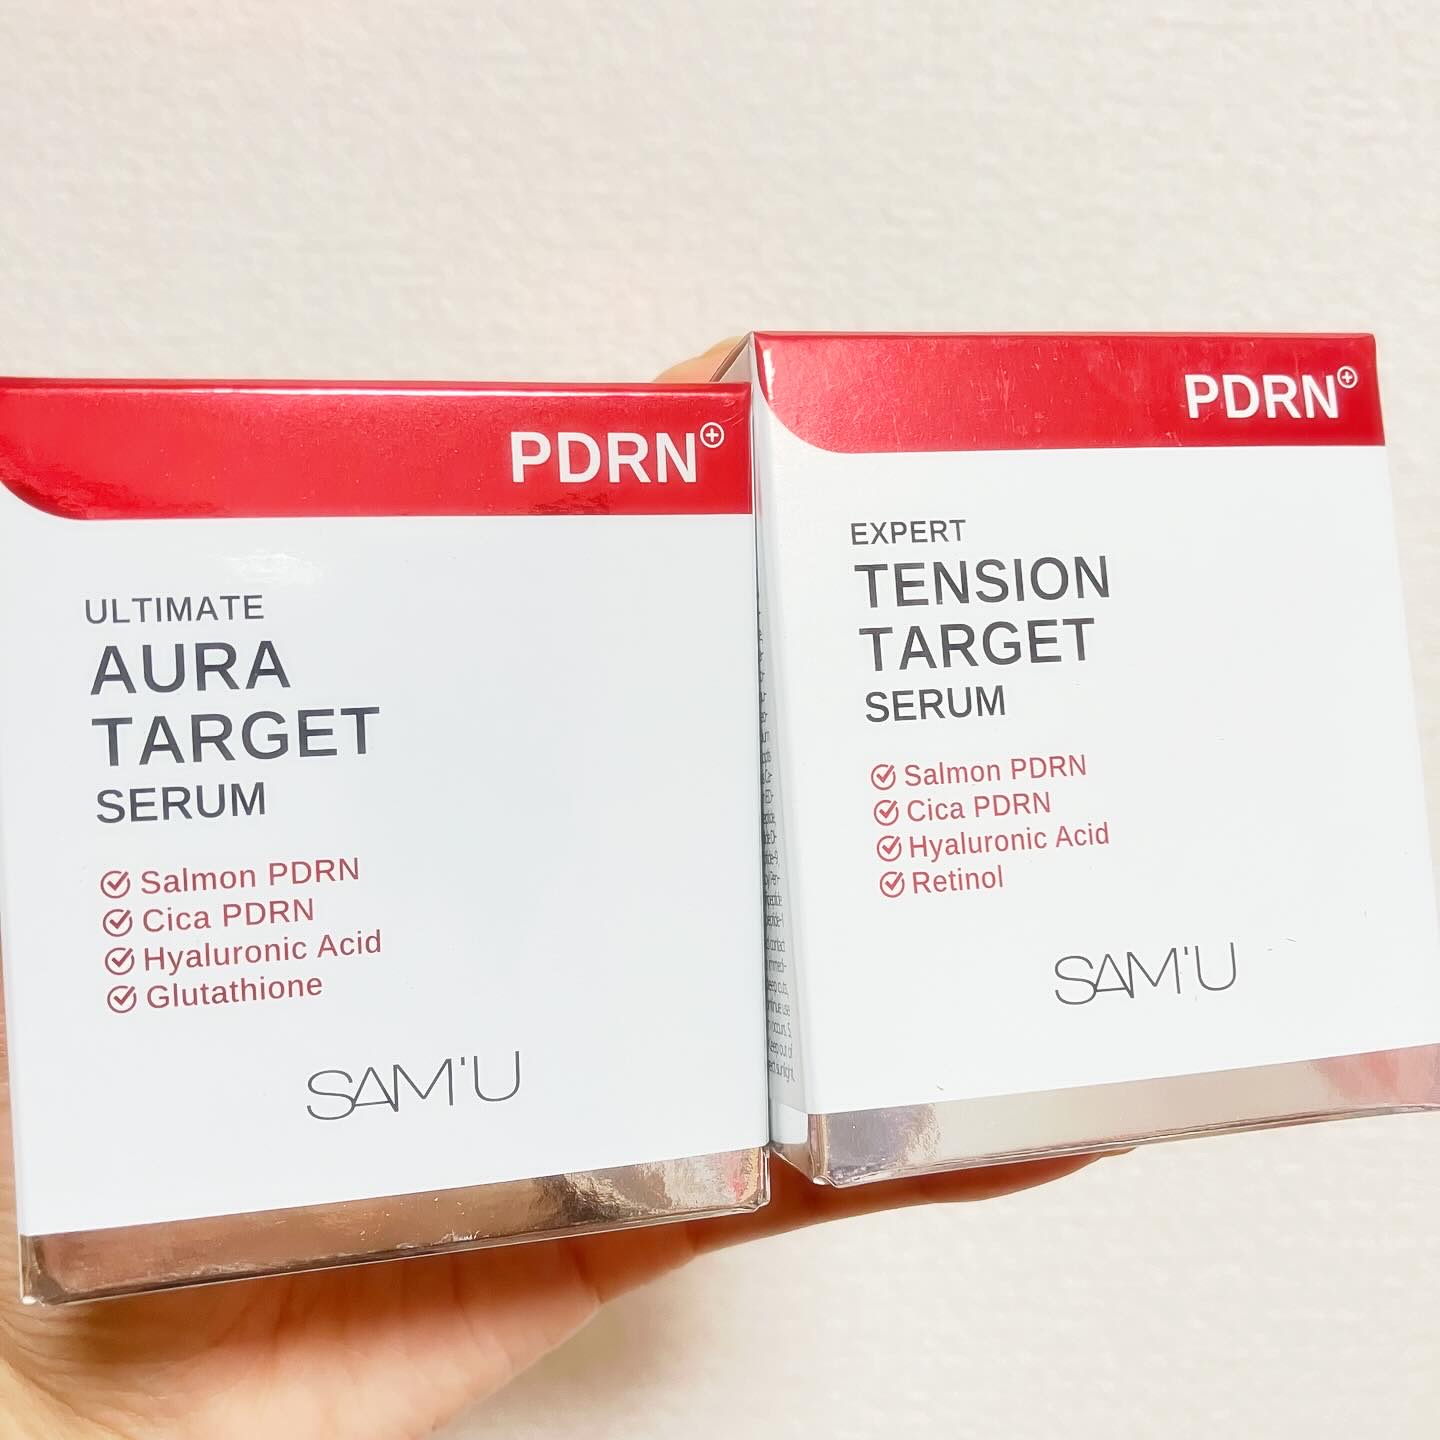 PDRN+
ULTIMATE
AURA
TARGET
SERUM
Salmon PDRN
Cica PDRN
Hyaluronic Acid
Glutathione
SAM'U
PDRN+
EXPERT
TENSION
TARGET
SERUM
Salmon PDRN
Cica PDRN
Hyaluronic Acid
Retinol
SAM'U